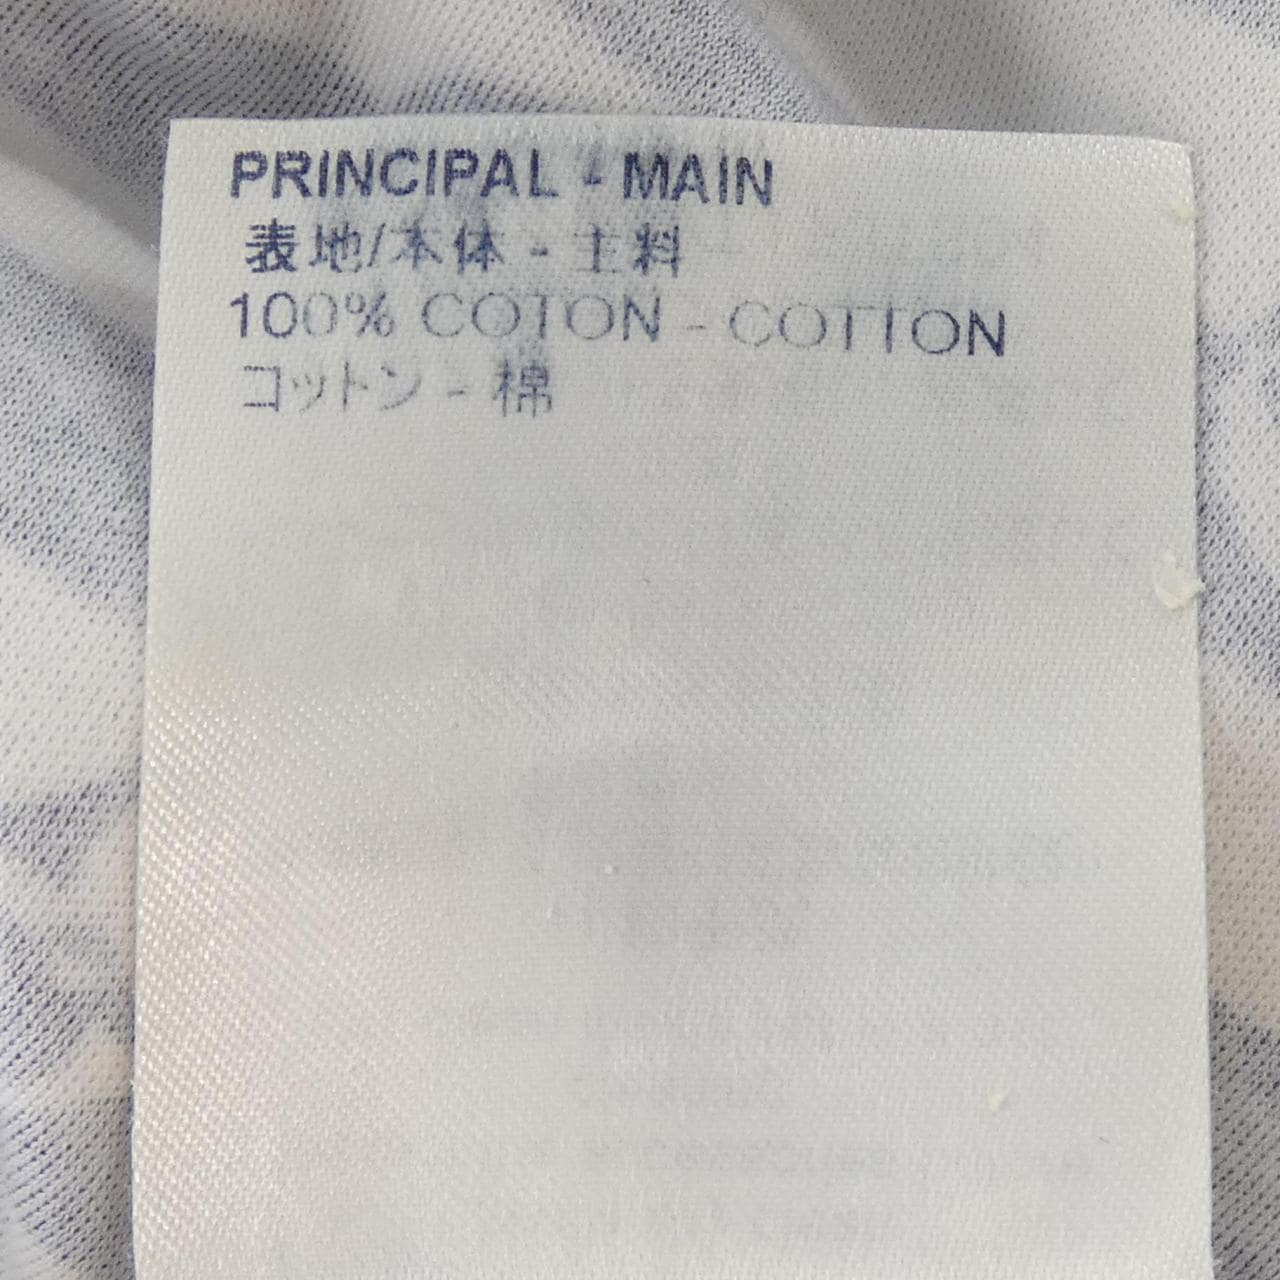 PRINCIPAL - MAIN
表地/本体 - 主料
100% COTON - COTTON
コットン - 棉